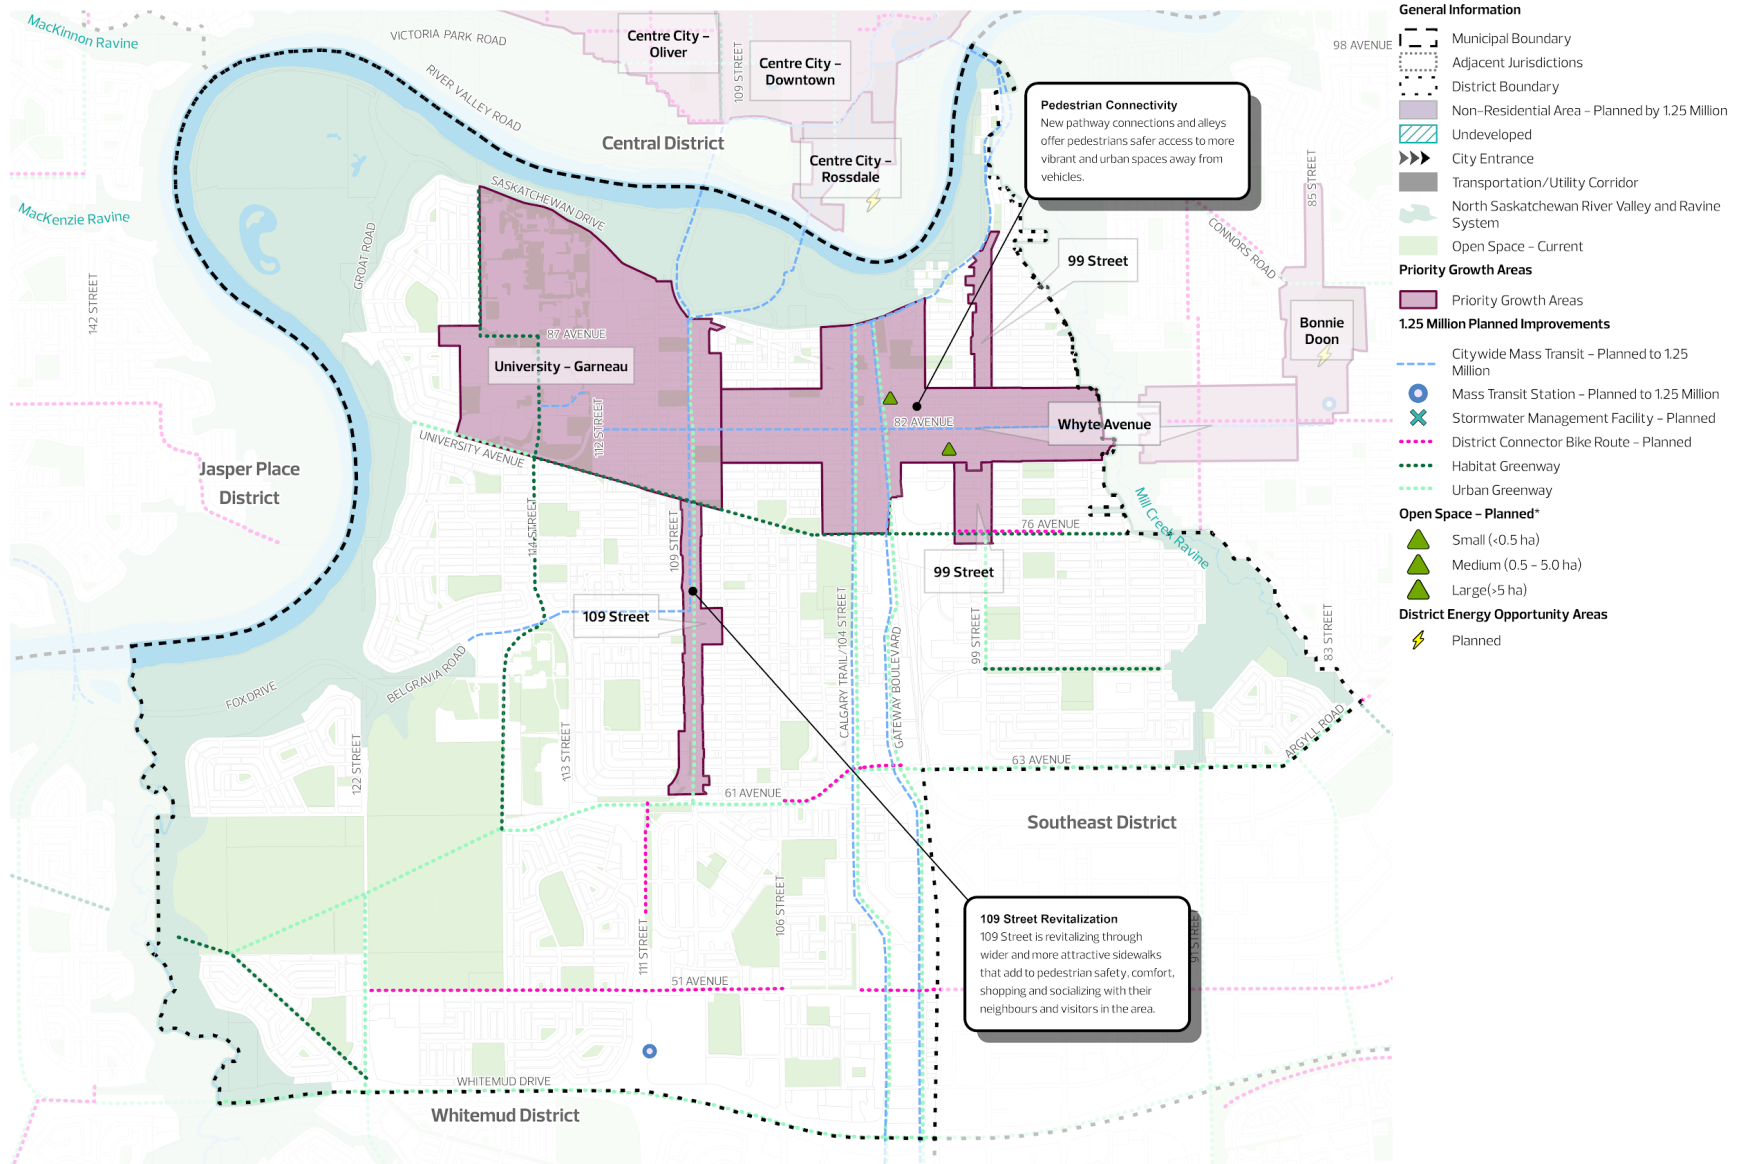 MacKinnon Ravine
VICTORIA PARK ROAD
RIVER VALLEY ROAD
Centre City –
Oliver
109 STREET
Centre City –
Downtown
98 AVENUE
Central District
Centre City –
Rossdale
Pedestrian Connectivity
New pathway connections and alleys
offer pedestrians safer access to more
vibrant and urban spaces away from
vehicles.
85 STREET
MacKenzie Ravine
SASKATCHEWAN DRIVE
GROAT ROAD
CONNORS ROAD
99 Street
142 STREET
87 AVENUE
University – Garneau
Bonnie
Doon
112 STREET
82 AVENUE
Whyte Avenue
UNIVERSITY AVENUE
Jasper Place
District
114 STREET
109 STREET
76 AVENUE
Mill Creek Ravine
99 Street
109 Street
CALGARY TRAIL/104 STREET
GATEWAY BOULEVARD
99 STREET
83 STREET
BELGRAVIA ROAD
FOX DRIVE
122 STREET
113 STREET
ARGYLL ROAD
63 AVENUE
61 AVENUE
Southeast District
106 STREET
111 STREET
91 STREET
109 Street Revitalization
109 Street is revitalizing through
wider and more attractive sidewalks
that add to pedestrian safety, comfort,
shopping and socializing with their
neighbours and visitors in the area.
51 AVENUE
WHITEMUD DRIVE
Whitemud District
General Information
Municipal Boundary
Adjacent Jurisdictions
District Boundary
Non-Residential Area – Planned by 1.25 Million
Undeveloped
City Entrance
Transportation/Utility Corridor
North Saskatchewan River Valley and Ravine
System
Open Space – Current
Priority Growth Areas
Priority Growth Areas
1.25 Million Planned Improvements
Citywide Mass Transit – Planned to 1.25
Million
Mass Transit Station – Planned to 1.25 Million
Stormwater Management Facility – Planned
District Connector Bike Route – Planned
Habitat Greenway
Urban Greenway
Open Space – Planned*
Small (<0.5 ha)
Medium (0.5 – 5.0 ha)
Large(>5 ha)
District Energy Opportunity Areas
Planned